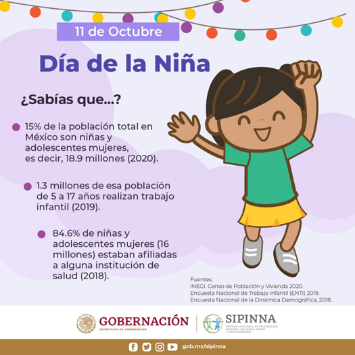 11 de Octubre
Día de la Niña
¿Sabías que...?
15% de la población total en
México son niñas y
adolescentes mujeres,
es decir, 18.9 millones (2020).
1.3 millones de esa población
de 5 a 17 años realizan trabajo
infantil (2019).
84.6% de niñas y
adolescentes mujeres (16
millones) estaban afiliadas
a alguna institución de
salud (2018).
Fuentes:
INEGI. Censo de Población y Vivienda 2020.
Encuesta Nacional de Trabajo Infantil (ENTI) 2019.
Encuesta Nacional de la Dinámica Demográfica, 2018.
GOBERNACIÓN
SECRETARÍA DE GOBERNACIÓN
SIPINNA
gob.mx/sipinna